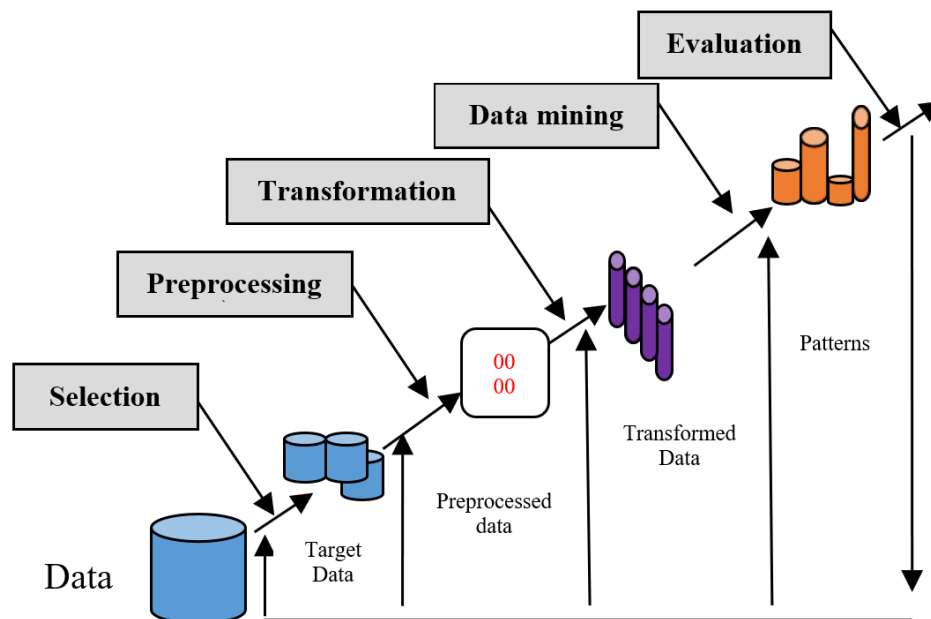 Evaluation
Data mining
Transformation
Preprocessing
Selection
00
00
Patterns
Transformed
Data
Preprocessed
data
Target
Data
Data